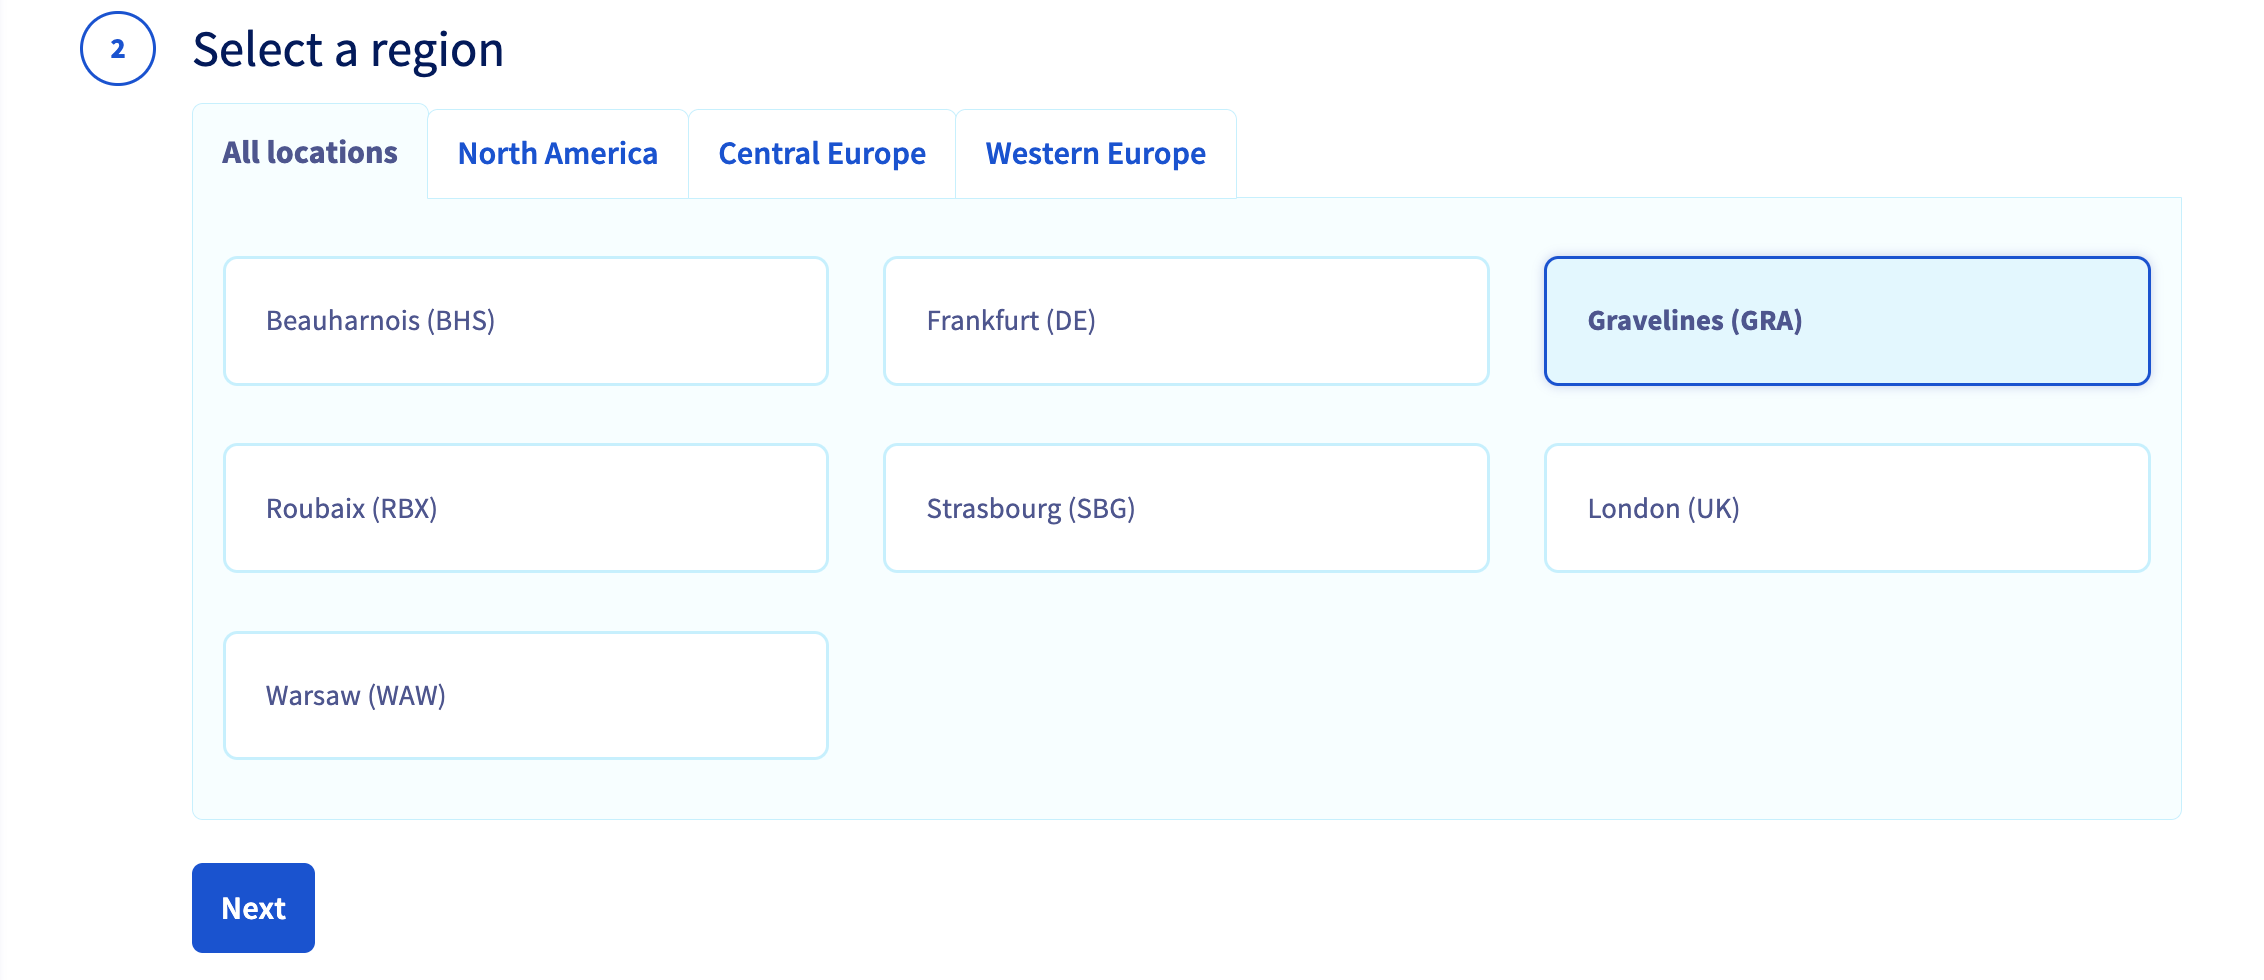 2
Select a region
All locations
North America
Central Europe
Western Europe
Beauharnois (BHS)
Frankfurt (DE)
Gravelines (GRA)
Roubaix (RBX)
Strasbourg (SBG)
London (UK)
Warsaw (WAW)
Next